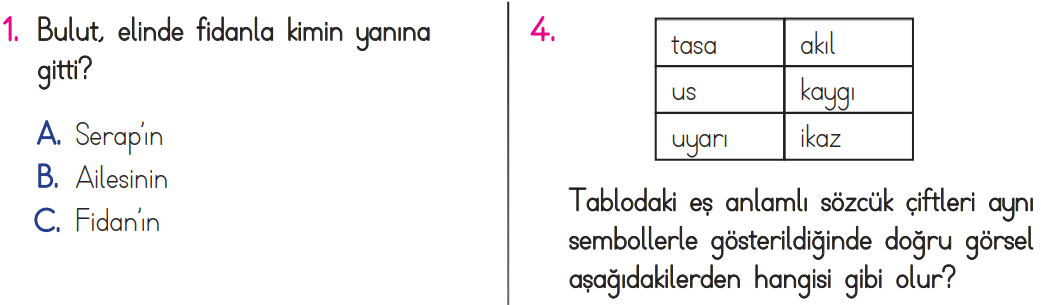 1. Bulut, elinde fidanla kimin yanına
gitti?
A. Serap'ın
B. Ailesinin
C. Fidan'ın
4.
tasa akıl
us kaygı
uyarı ikaz
Tablodaki eş anlamlı sözcük çiftleri aynı
sembollerle gösterildiğinde doğru görsel
aşağıdakilerden hangisi gibi olur?